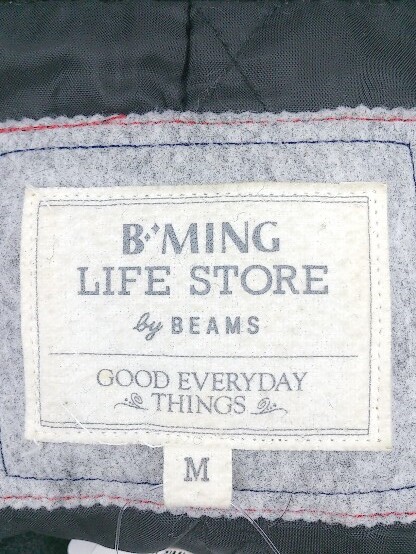 B✦MING
LIFE STORE
by BEAMS
GOOD EVERYDAY
THINGS
M